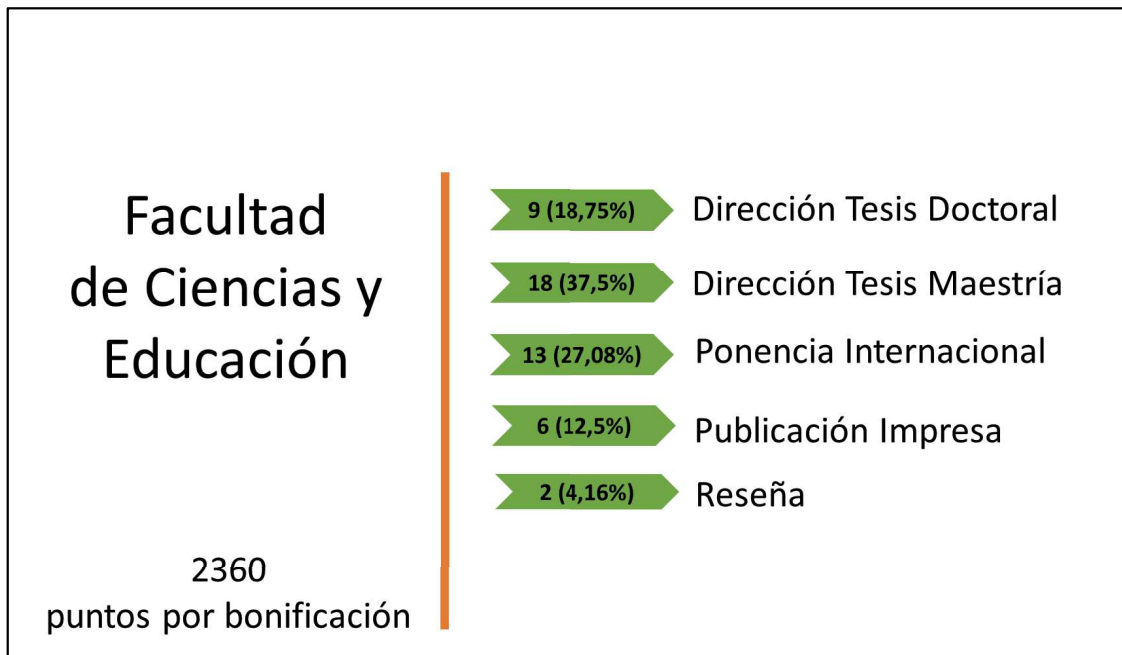 Facultad
de Ciencias y
Educación
2360
puntos por bonificación
9 (18,75%) Dirección Tesis Doctoral
18 (37,5%) Dirección Tesis Maestría
13 (27,08%) Ponencia Internacional
6 (12,5%) Publicación Impresa
2 (4,16%) Reseña